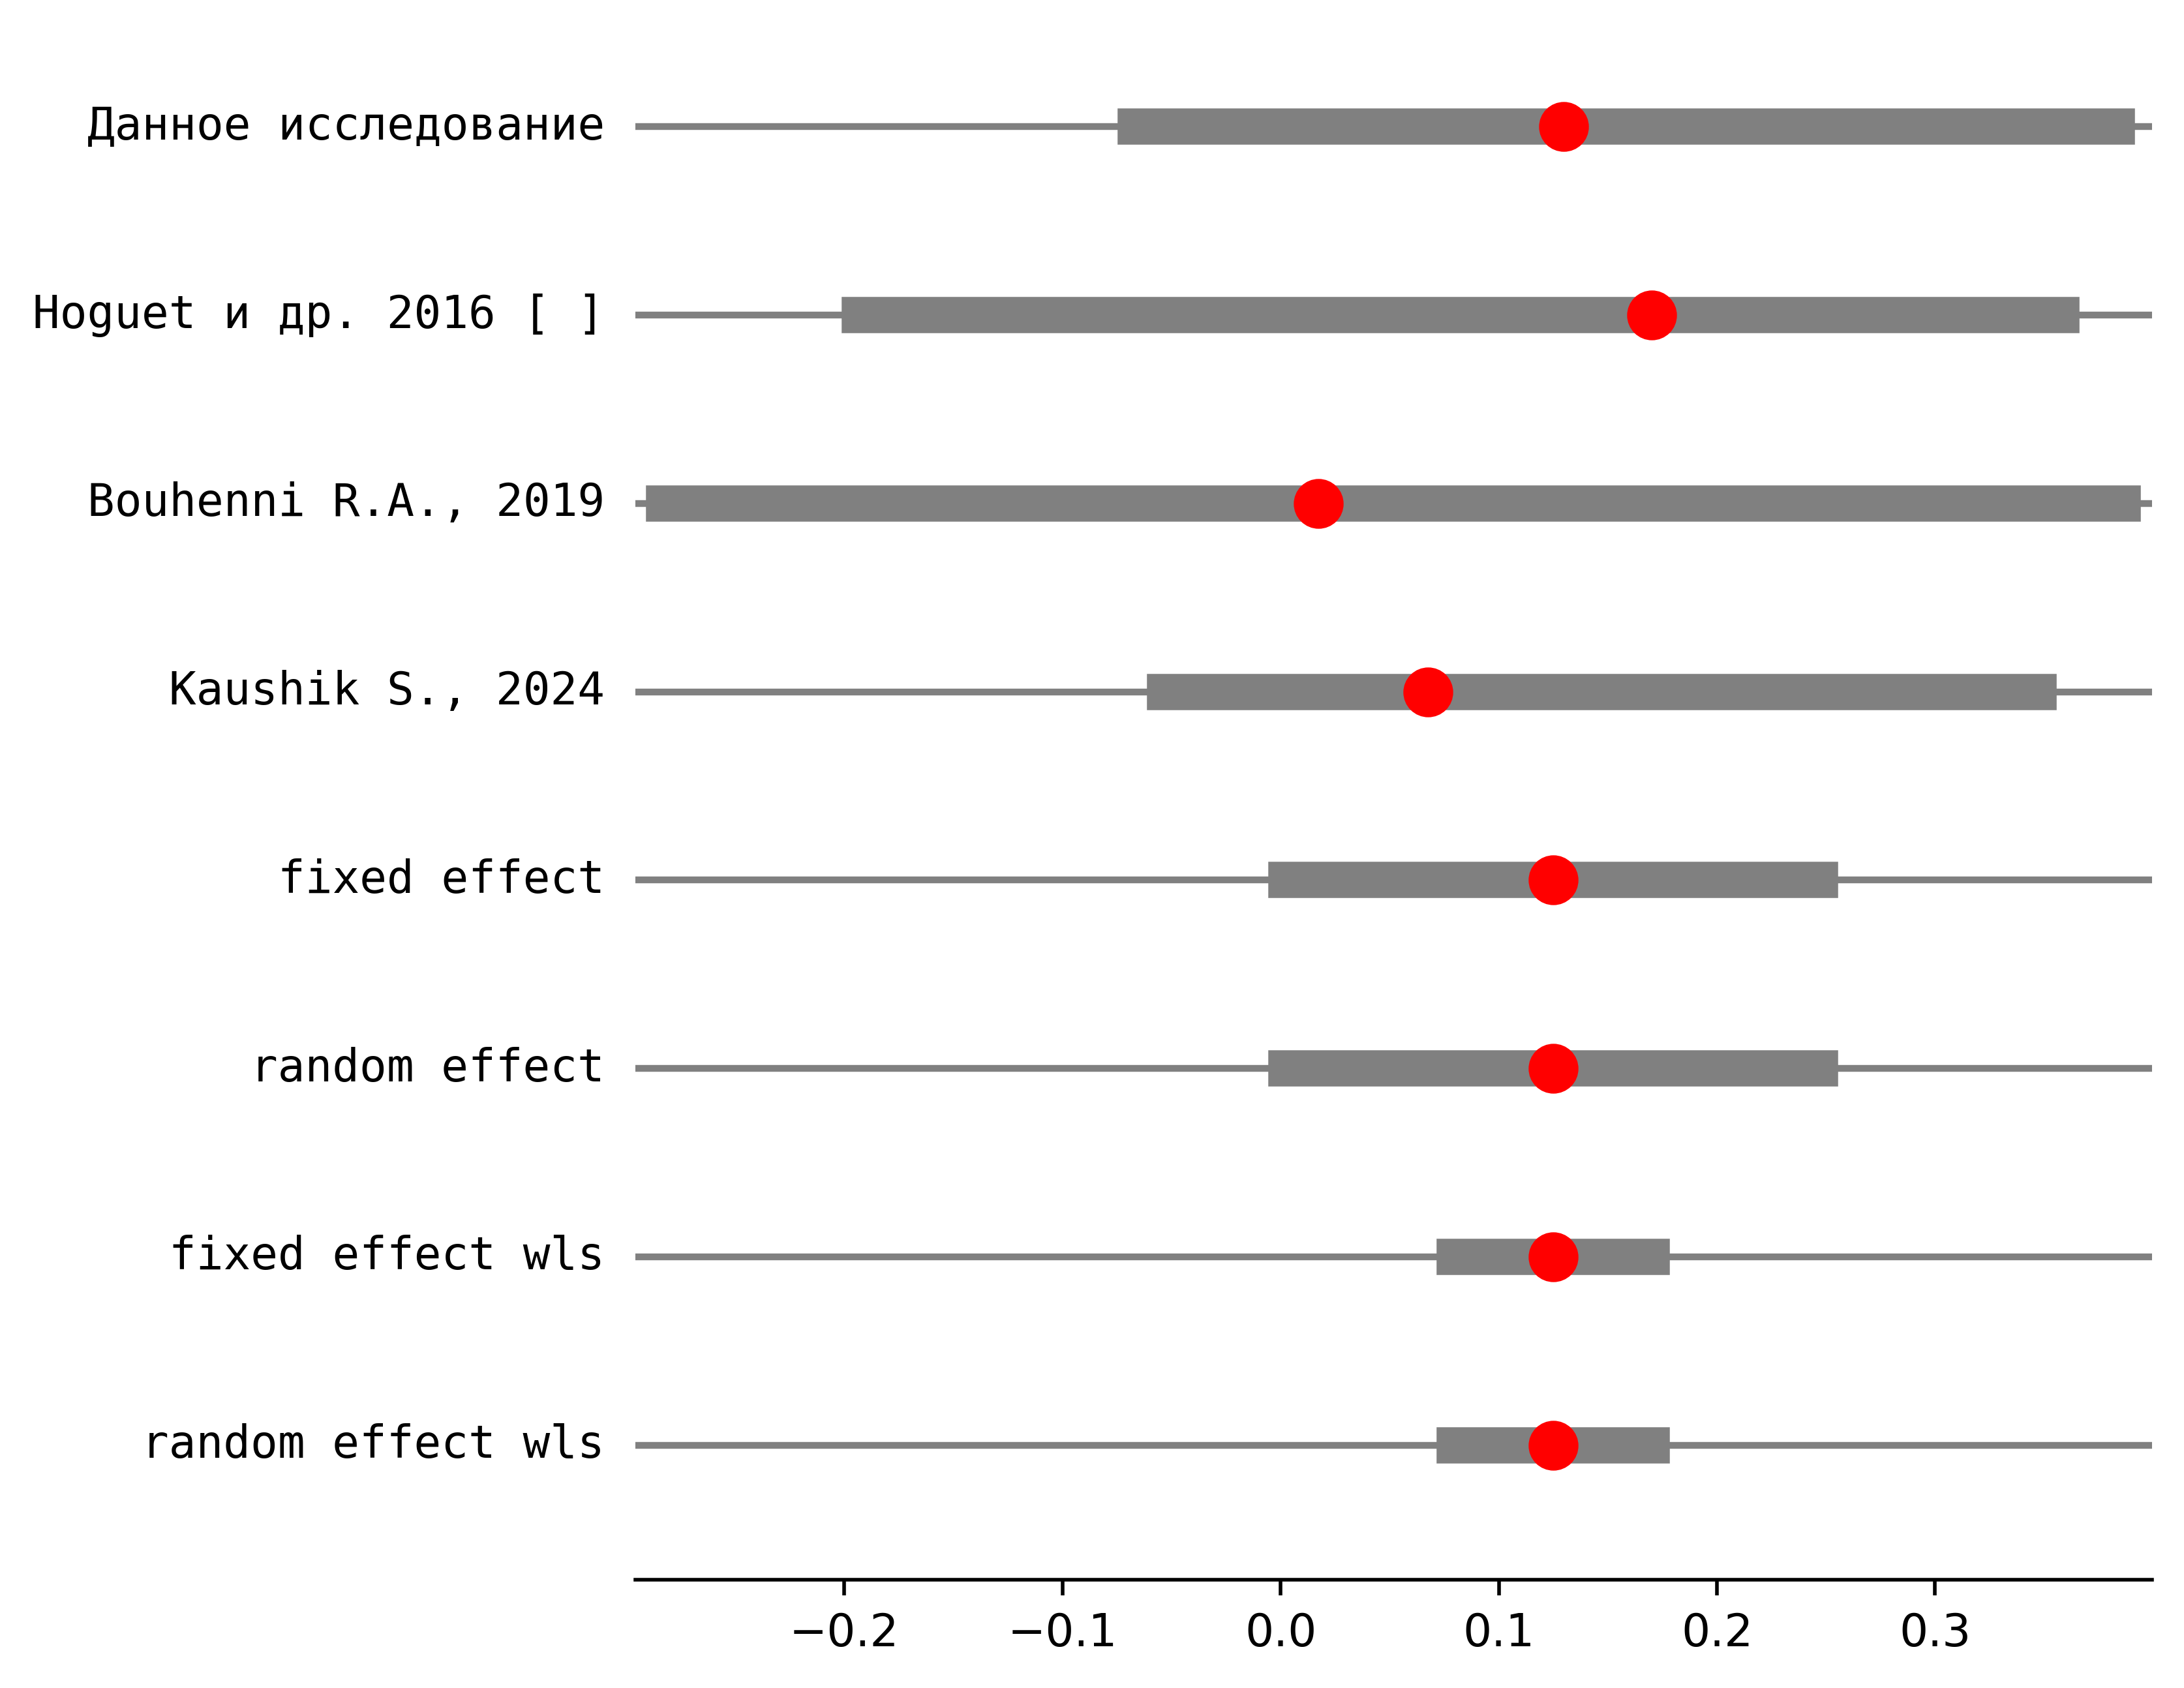 Данное исследование
Hoguet и др. 2016 [ ]
Bouhenni R.A., 2019
Kaushik S., 2024
fixed effect
random effect
fixed effect wls
random effect wls
−0.2 −0.1 0.0 0.1 0.2 0.3